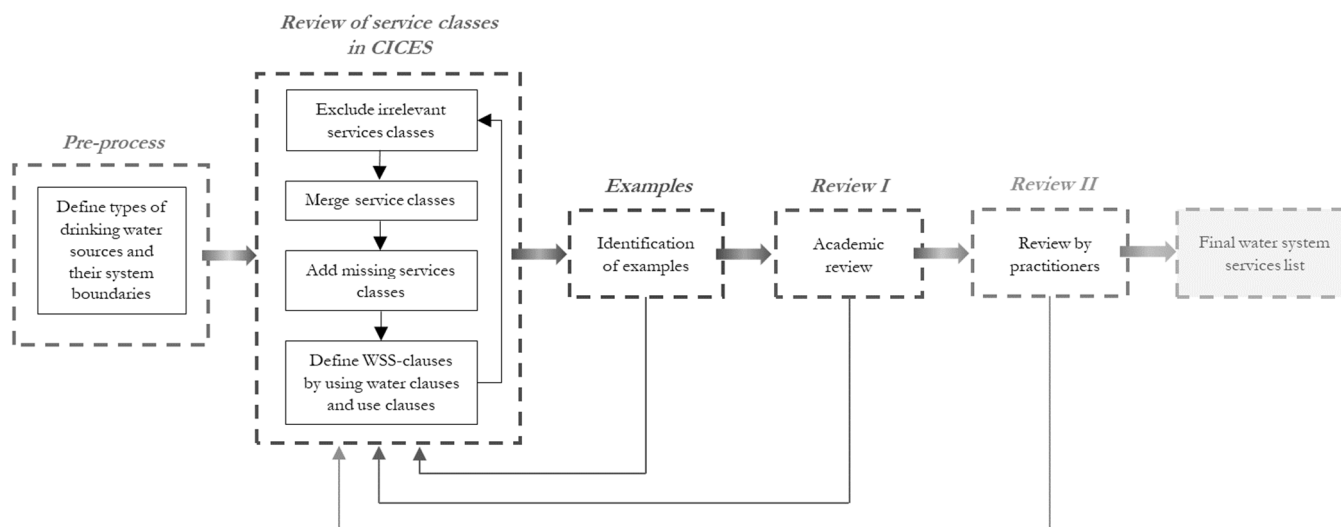 Review of service classes
in CICES
Pre-process
Define types of
drinking water
sources and
their system
boundaries
Exclude irrelevant
services classes
Merge service classes
Add missing services
classes
Define WSS-clauses
by using water clauses
and use clauses
Examples
Identification
of examples
Review I
Academic
review
Review II
Review by
practitioners
Final water system
services list